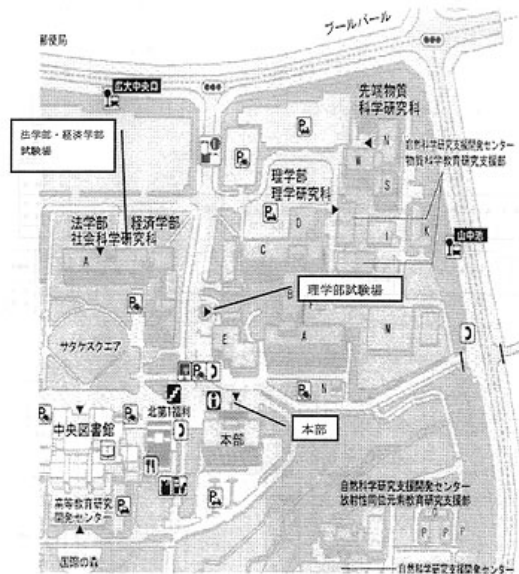 郵便局
ブールバール
広大中央口
先端物質
科学研究科
法学部・経済学部
試験場
自然科学研究支援開発センター
物質科学教育研究支援部
N
W
S
理学部
理学研究科
法学部 経済学部
社会科学研究科
D
I
K
山中池
C
A
B
F
理学部試験場
サタケスクエア
E
A
M
N
北第1福利
中央図書館
本部
本部
高等教育研究
開発センター
自然科学研究支援開発センター
放射性同位元素教育研究支援部
P P P
国際の森
自然科学研究支援開発センター